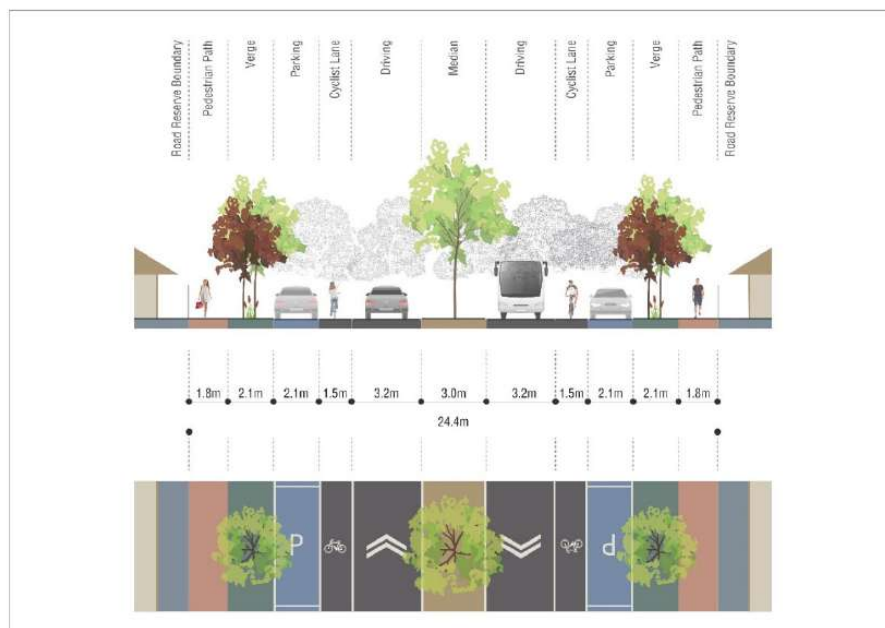 Road Reserve Boundary
Pedestrian Path
Verge
Parking
Cyclist Lane
Driving
Median
Driving
Cyclist Lane
Parking
Verge
Pedestrian Path
Road Reserve Boundary
1.8m 2.1m 2.1m 1.5m 3.2m 3.0m 3.2m 1.5m 2.1m 2.1m 1.8m
24.4m
P
P